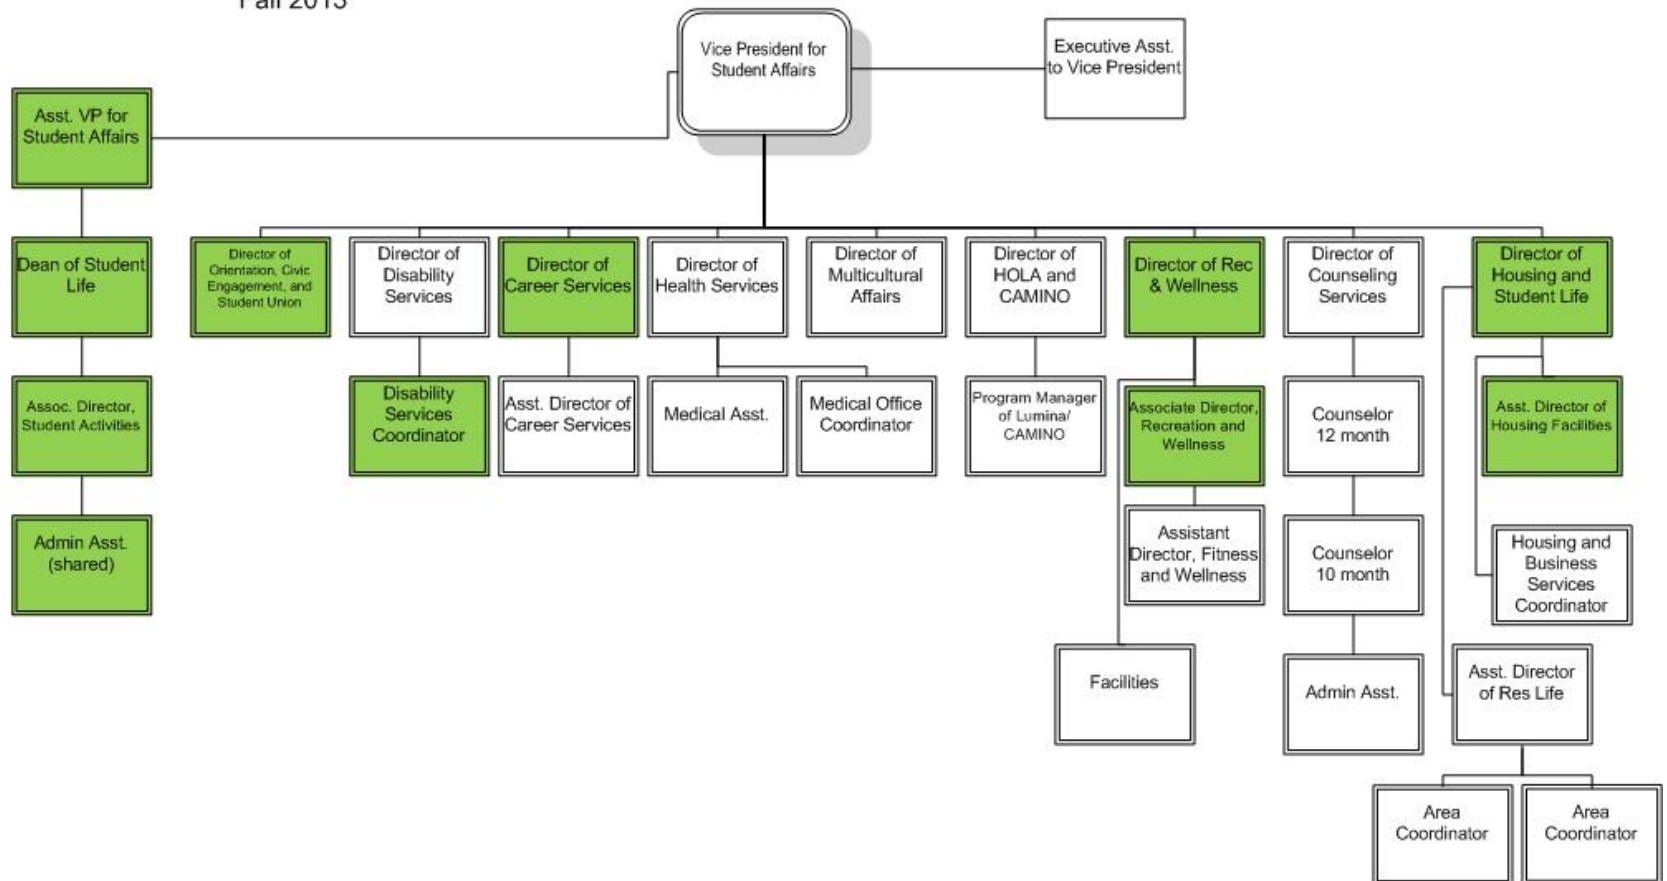 Fall 2013
Vice President for
Student Affairs
Executive Asst.
to Vice President
Asst. VP for
Student Affairs
Dean of Student
Life
Assoc. Director,
Student Activities
Admin Asst.
(shared)
Director of
Orientation, Civic
Engagement, and
Student Union
Director of
Disability
Services
Disability
Services
Coordinator
Director of
Career Services
Asst. Director of
Career Services
Director of
Health Services
Medical Asst.
Medical Office
Coordinator
Director of
Multicultural
Affairs
Director of
HOLA and
CAMINO
Program Manager
of Lumina/
CAMINO
Director of Rec
& Wellness
Associate Director,
Recreation and
Wellness
Assistant
Director, Fitness
and Wellness
Facilities
Director of
Counseling
Services
Counselor
12 month
Counselor
10 month
Admin Asst.
Director of
Housing and
Student Life
Asst. Director of
Housing Facilities
Housing and
Business
Services
Coordinator
Asst. Director
of Res Life
Area
Coordinator
Area
Coordinator